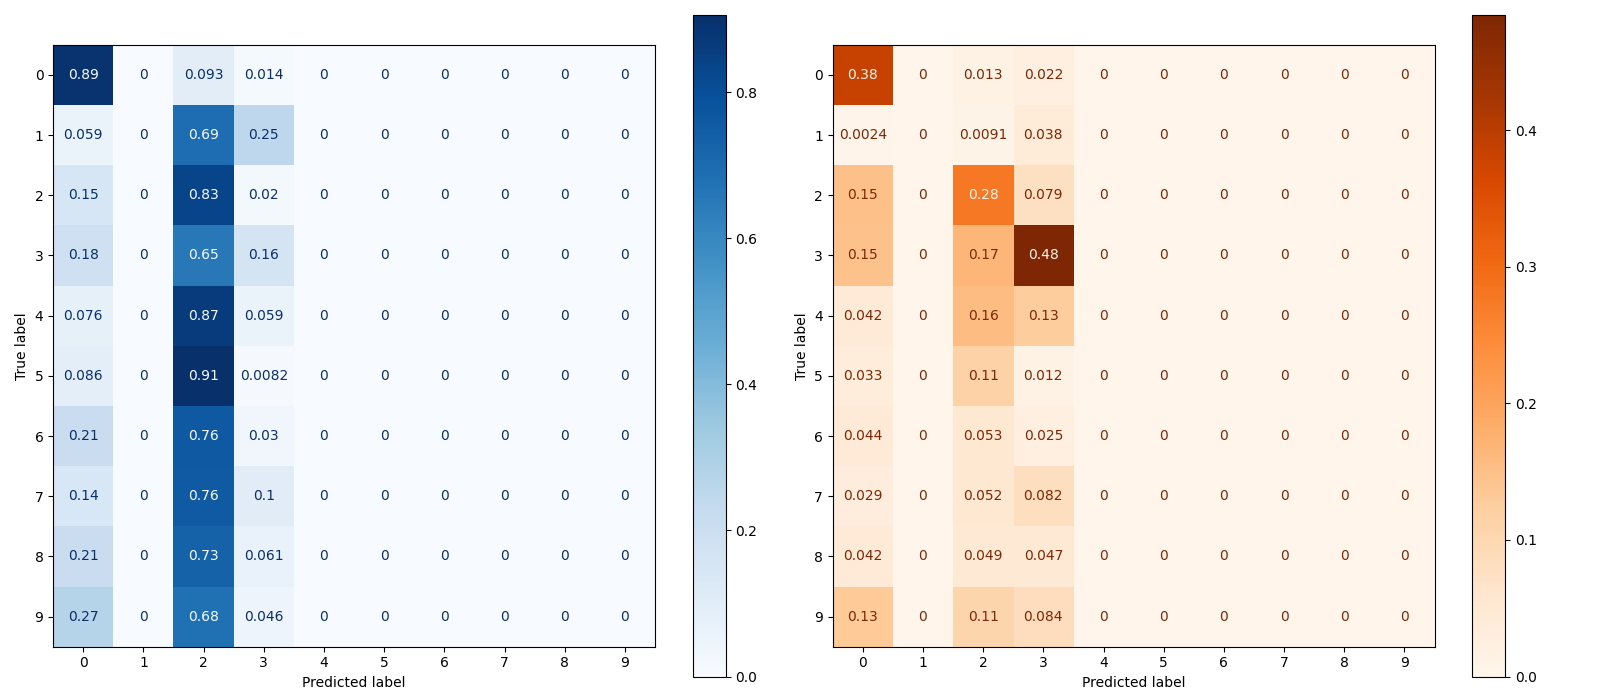 0 0.89 0 0.093 0.014 0 0 0 0 0 0
1 0.059 0 0.69 0.25 0 0 0 0 0 0
2 0.15 0 0.83 0.02 0 0 0 0 0 0
3 0.18 0 0.65 0.16 0 0 0 0 0 0
4 0.076 0 0.87 0.059 0 0 0 0 0 0
5 0.086 0 0.91 0.0082 0 0 0 0 0 0
6 0.21 0 0.76 0.03 0 0 0 0 0 0
7 0.14 0 0.76 0.1 0 0 0 0 0 0
8 0.21 0 0.73 0.061 0 0 0 0 0 0
9 0.27 0 0.68 0.046 0 0 0 0 0 0
0 1 2 3 4 5 6 7 8 9
Predicted label
True label
0.8
0.6
0.4
0.2
0.0
0 0.38 0 0.013 0.022 0 0 0 0 0 0
1 0.0024 0 0.0091 0.038 0 0 0 0 0 0
2 0.15 0 0.28 0.079 0 0 0 0 0 0
3 0.15 0 0.17 0.48 0 0 0 0 0 0
4 0.042 0 0.16 0.13 0 0 0 0 0 0
5 0.033 0 0.11 0.012 0 0 0 0 0 0
6 0.044 0 0.053 0.025 0 0 0 0 0 0
7 0.029 0 0.052 0.082 0 0 0 0 0 0
8 0.042 0 0.049 0.047 0 0 0 0 0 0
9 0.13 0 0.11 0.084 0 0 0 0 0 0
0 1 2 3 4 5 6 7 8 9
Predicted label
True label
0.4
0.3
0.2
0.1
0.0